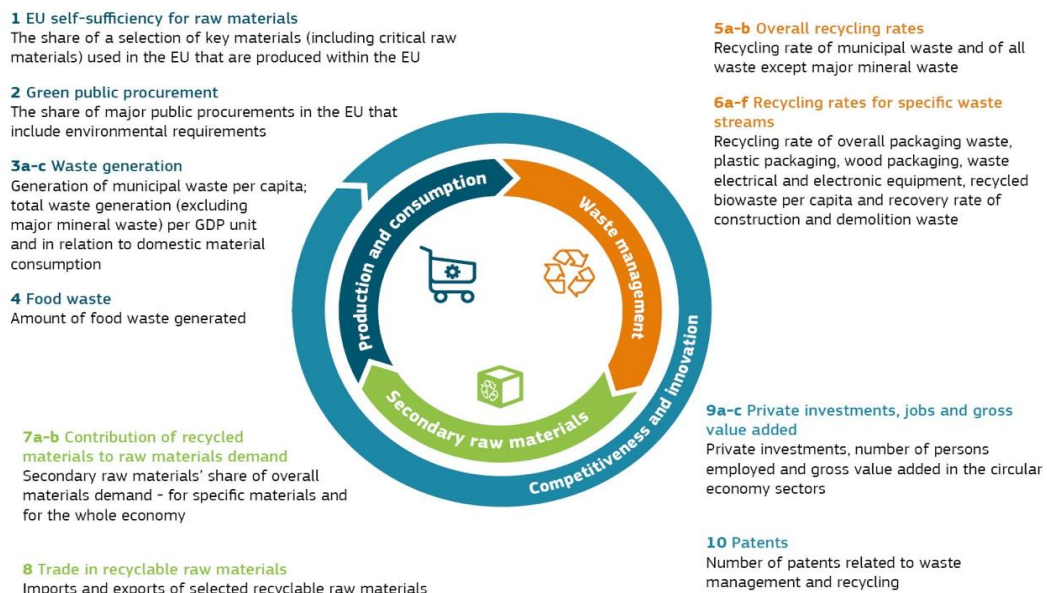 1 EU self-sufficiency for raw materials
The share of a selection of key materials (including critical raw
materials) used in the EU that are produced within the EU
2 Green public procurement
The share of major public procurements in the EU that
include environmental requirements
3a-c Waste generation
Generation of municipal waste per capita;
total waste generation (excluding
major mineral waste) per GDP unit
and in relation to domestic material
consumption
4 Food waste
Amount of food waste generated
5a-b Overall recycling rates
Recycling rate of municipal waste and of all
waste except major mineral waste
6a-f Recycling rates for specific waste
streams
Recycling rate of overall packaging waste,
plastic packaging, wood packaging, waste
electrical and electronic equipment, recycled
biowaste per capita and recovery rate of
construction and demolition waste
Production and consumption
Waste management
Secondary raw materials
Competitiveness and innovation
7a-b Contribution of recycled
materials to raw materials demand
Secondary raw materials' share of overall
materials demand - for specific materials and
for the whole economy
8 Trade in recyclable raw materials
Imports and exports of selected recyclable raw materials
9a-c Private investments, jobs and gross
value added
Private investments, number of persons
employed and gross value added in the circular
economy sectors
10 Patents
Number of patents related to waste
management and recycling